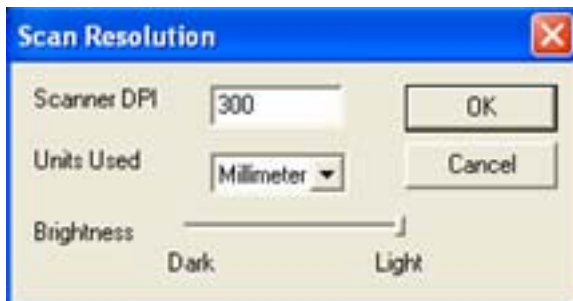 Scan Resolution
Scanner DPI 300 OK
Units Used Millimeter Cancel
Brightness
Dark Light